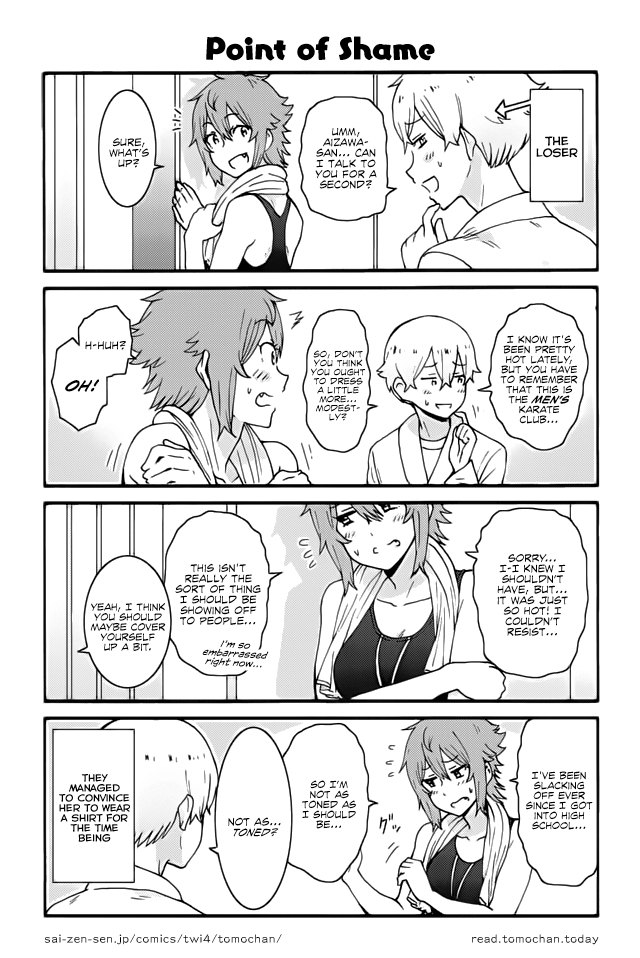 Point of Shame
THE
LOSER
UMM,
AIZAWA-
SAN... CAN
I TALK TO
YOU FOR A
SECOND?
SURE,
WHAT'S
UP?
I KNOW IT'S
BEEN PRETTY
HOT LATELY,
BUT YOU HAVE
TO REMEMBER
THAT THIS IS
THE MEN'S
KARATE
CLUB...
SO, DON'T
YOU THINK
YOU OUGHT
TO DRESS
A LITTLE
MORE...
MODEST-
LY?
H-HUH?
OH!
SORRY...
I-I KNEW I
SHOULDN'T
HAVE, BUT...
IT WAS JUST
SO HOT! I
COULDN'T
RESIST...
THIS ISN'T
REALLY THE
SORT OF THING
I SHOULD BE
SHOWING OFF
TO PEOPLE...
I'm so
embarrassed
right now...
YEAH, I THINK
YOU SHOULD
MAYBE COVER
YOURSELF
UP A BIT.
I'VE BEEN
SLACKING
OFF EVER
SINCE I GOT
INTO HIGH
SCHOOL...
SO I'M
NOT AS
TONED AS
I SHOULD
BE...
グッ
NOT AS...
TONED?
THEY
MANAGED
TO CONVINCE
HER TO WEAR
A SHIRT FOR
THE TIME
BEING
sai-zen-sen.jp/comics/twi4/tomochan/
read.tomochan.today